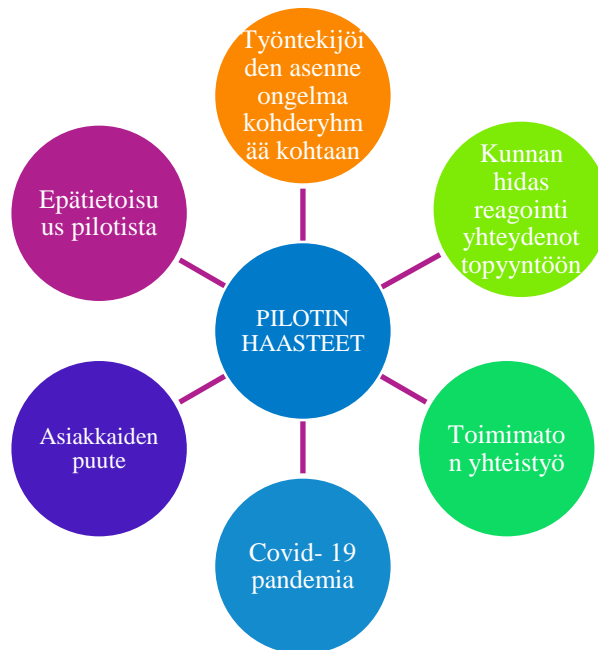 Työntekijöi
den asenne
ongelma
kohderyhm
ää kohtaan
Kunnan
hidas
reagointi
yhteydenot
topyyntöön
Epätietoisu
us pilotista
PILOTIN
HAASTEET
Asiakkaiden
puute
Toimimato
n yhteistyö
Covid- 19
pandemia